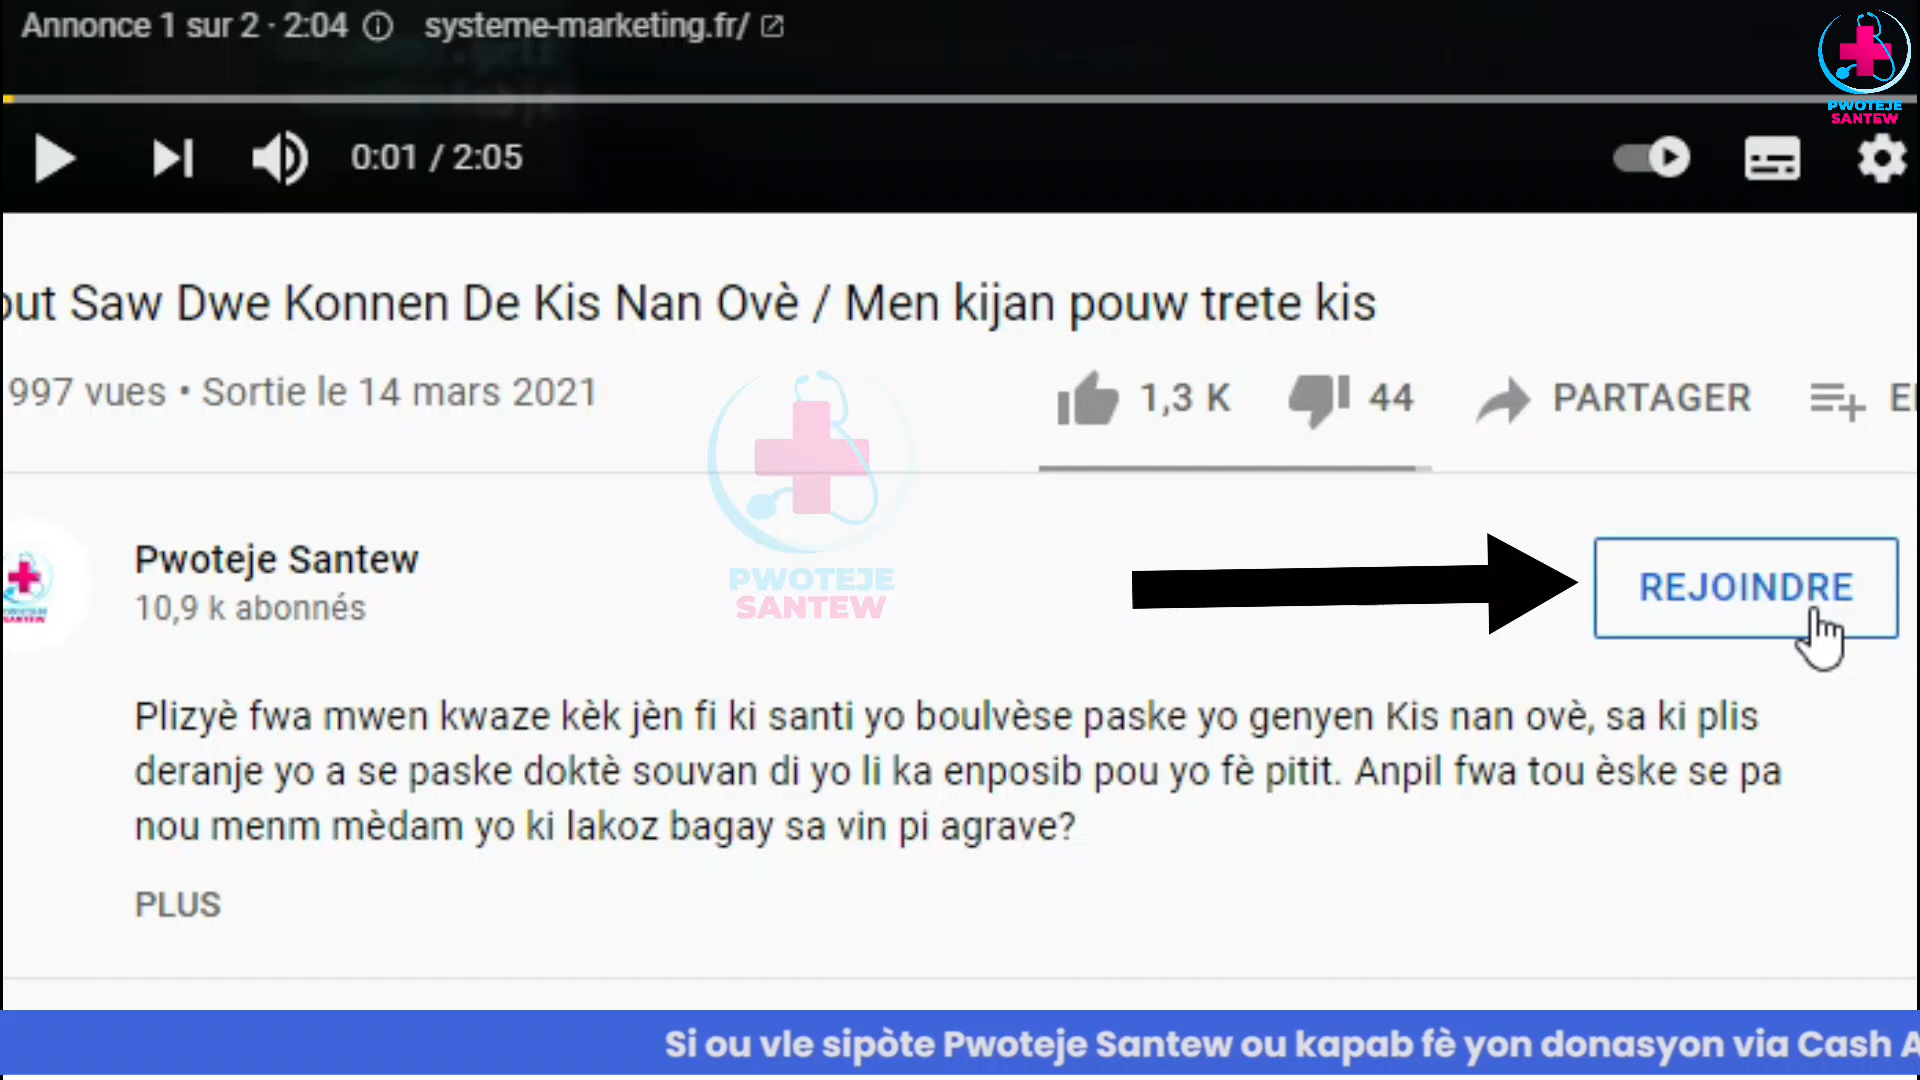 Annonce 1 sur 2 · 2:04 systeme-marketing.fr/
PWOTEJE
SANTEW
0:01 / 2:05
out Saw Dwe Konnen De Kis Nan Ovè / Men kijan pouw trete kis
997 vues • Sortie le 14 mars 2021
1,3 K 44 PARTAGER
Pwoteje Santew
10,9 k abonnés
PWOTEJE
SANTEW
REJOINDRE
Plizyè fwa mwen kwaze kèk jèn fi ki santi yo boulvèse paske yo genyen Kis nan ovè, sa ki plis
deranje yo a se paske doktè souvan di yo li ka enposib pou yo fè pitit. Anpil fwa tou èske se pa
nou menm mèdam yo ki lakoz bagay sa vin pi agrave?
PLUS
Si ou vle sipòte Pwoteje Santew ou kapab fè yon donasyon via Cash A